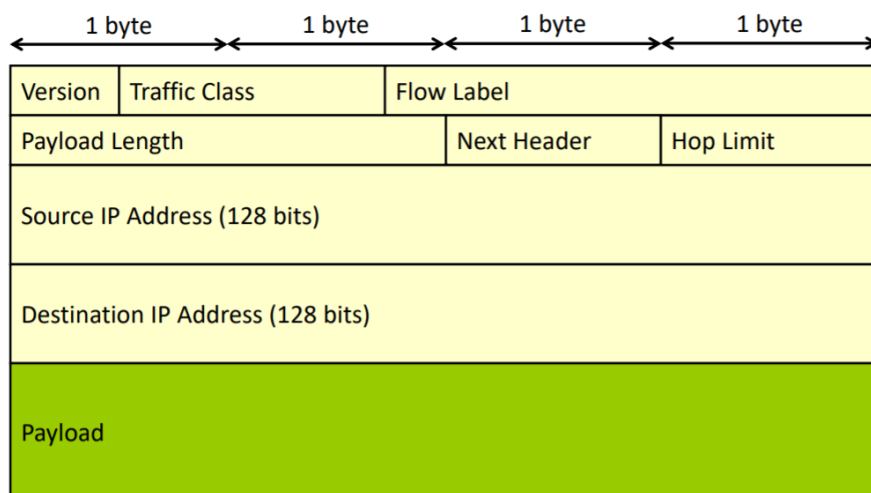 1 byte 1 byte 1 byte 1 byte
Version Traffic Class Flow Label
Payload Length Next Header Hop Limit
Source IP Address (128 bits)
Destination IP Address (128 bits)
Payload